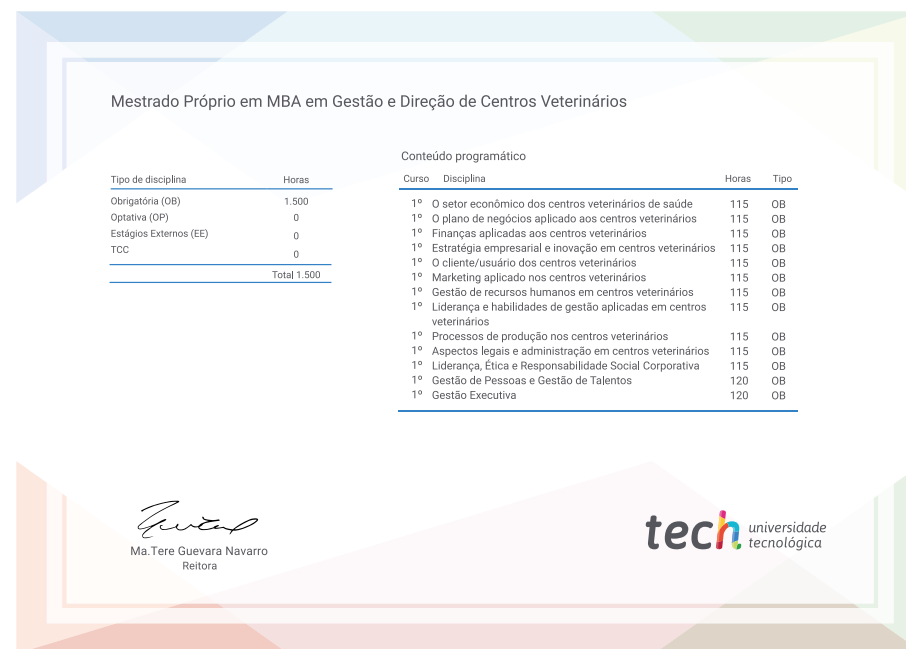 Mestrado Próprio em MBA em Gestão e Direção de Centros Veterinários
Tipo de disciplina Horas
Obrigatória (OB) 1.500
Optativa (OP) 0
Estágios Externos (EE) 0
TCC 0
Total 1.500
Conteúdo programático
Curso Disciplina Horas Tipo
1º O setor econômico dos centros veterinários de saúde 115 OB
1º O plano de negócios aplicado aos centros veterinários 115 OB
1º Finanças aplicadas aos centros veterinários 115 OB
1º Estratégia empresarial e inovação em centros veterinários 115 OB
1º O cliente/usuário dos centros veterinários 115 OB
1º Marketing aplicado nos centros veterinários 115 OB
1º Gestão de recursos humanos em centros veterinários 115 OB
1º Liderança e habilidades de gestão aplicadas em centros 115 OB
veterinários
1º Processos de produção nos centros veterinários 115 OB
1º Aspectos legais e administração em centros veterinários 115 OB
1º Liderança, Ética e Responsabilidade Social Corporativa 115 OB
1º Gestão de Pessoas e Gestão de Talentos 120 OB
1º Gestão Executiva 120 OB
Ma.Tere Guevara Navarro
Reitora
tech universidade
tecnológica